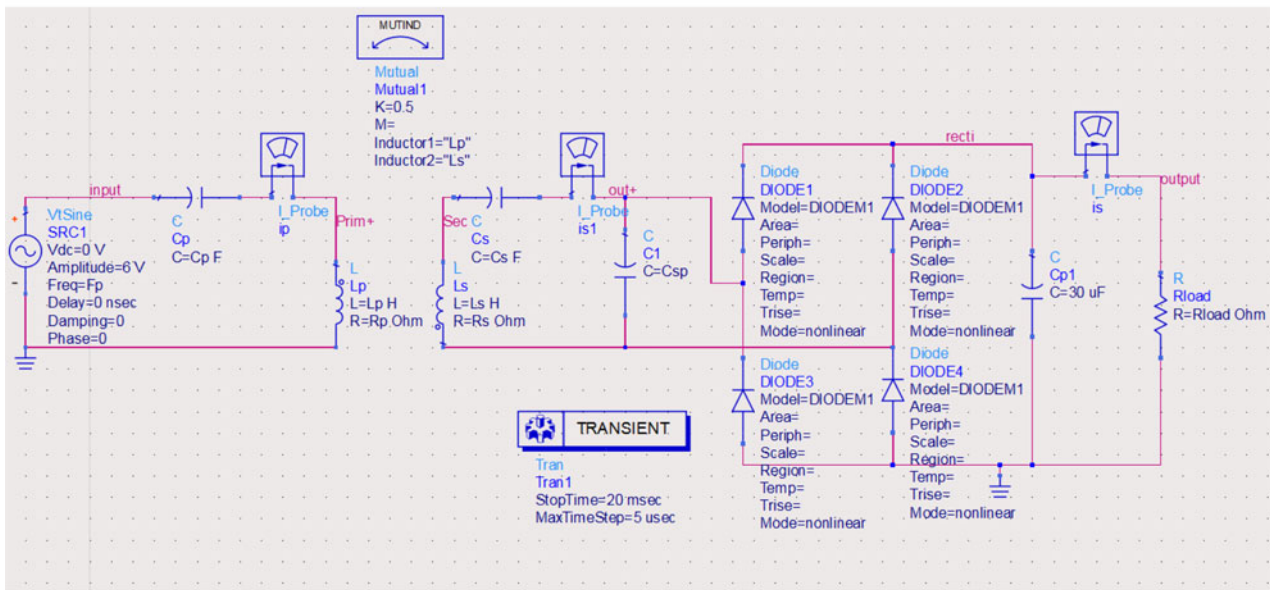 MUTIND
Mutual
Mutual1
K=0.5
M=
Inductor1="Lp"
Inductor2="Ls"
input
VtSine
SRC1
Vdc=0 V
Amplitude=6 V
Freq=Fp
Delay=0 nsec
Damping=0
Phase=0
C
Cp
C=Cp F
I_Probe
ip
Prim+
L
Lp
L=Lp H
R=Rp Ohm
Sec
C
Cs
C=Cs F
L
Ls
L=Ls H
R=Rs Ohm
I_Probe
is1
out+
C
C1
C=Csp
Diode
DIODE1
Model=DIODEM1
Area=
Periph=
Scale=
Region=
Temp=
Trise=
Mode=nonlinear
Diode
DIODE2
Model=DIODEM1
Area=
Periph=
Scale=
Region=
Temp=
Trise=
Mode=nonlinear
recti
C
Cp1
C=30 uF
I_Probe
is
output
R
Rload
R=Rload Ohm
Diode
DIODE3
Model=DIODEM1
Area=
Periph=
Scale=
Region=
Temp=
Trise=
Mode=nonlinear
Diode
DIODE4
Model=DIODEM1
Area=
Periph=
Scale=
Region=
Temp=
Trise=
Mode=nonlinear
TRANSIENT
Tran
Tran1
StopTime=20 msec
MaxTimeStep=5 usec